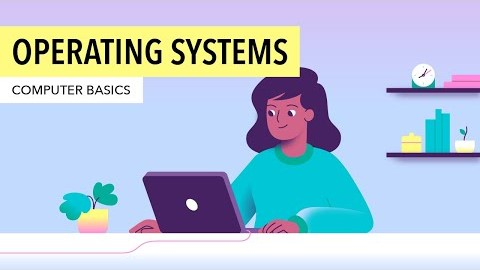 OPERATING SYSTEMS
COMPUTER BASICS